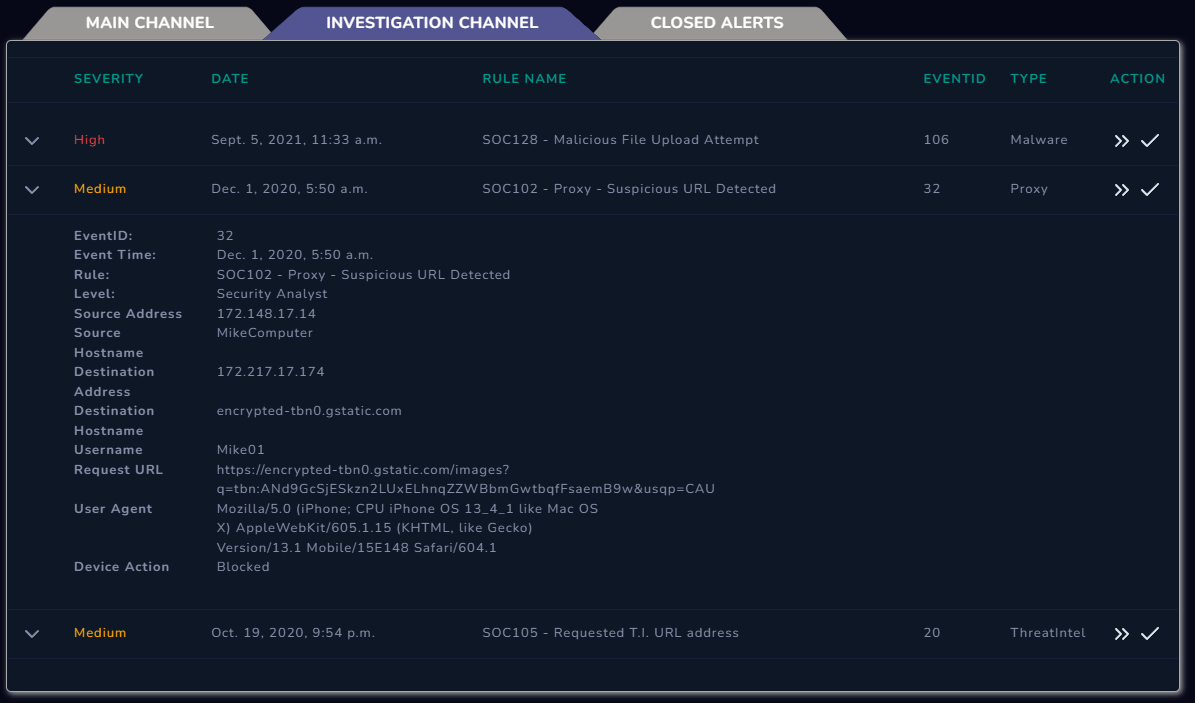 MAIN CHANNEL INVESTIGATION CHANNEL CLOSED ALERTS
SEVERITY DATE RULE NAME EVENTID TYPE ACTION
High Sept. 5, 2021, 11:33 a.m. SOC128 - Malicious File Upload Attempt 106 Malware
Medium Dec. 1, 2020, 5:50 a.m. SOC102 - Proxy - Suspicious URL Detected 32 Proxy
EventID: 32
Event Time: Dec. 1, 2020, 5:50 a.m.
Rule: SOC102 - Proxy - Suspicious URL Detected
Level: Security Analyst
Source Address 172.148.17.14
Source MikeComputer
Hostname
Destination 172.217.17.174
Address
Destination encrypted-tbn0.gstatic.com
Hostname
Username Mike01
Request URL https://encrypted-tbn0.gstatic.com/images?
q=tbn:ANd9GcSjESkzn2LUxELhnqZZWBbmGwtbqfFsaemB9w&usqp=CAU
User Agent Mozilla/5.0 (iPhone; CPU iPhone OS 13_4_1 like Mac OS
X) AppleWebKit/605.1.15 (KHTML, like Gecko)
Version/13.1 Mobile/15E148 Safari/604.1
Device Action Blocked
Medium Oct. 19, 2020, 9:54 p.m. SOC105 - Requested T.I. URL address 20 ThreatIntel